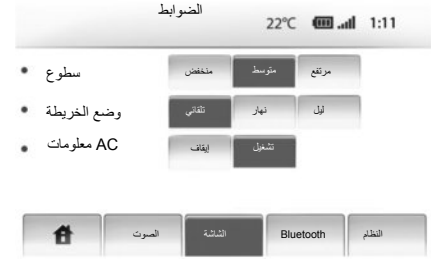 الضوابط
22°C 1:11
سطوع منخفض متوسط مرتفع
وضع الخريطة تلقائي نهار ليل
AC معلومات إيقاف تشغيل
الصوت الشاشة Bluetooth النظام